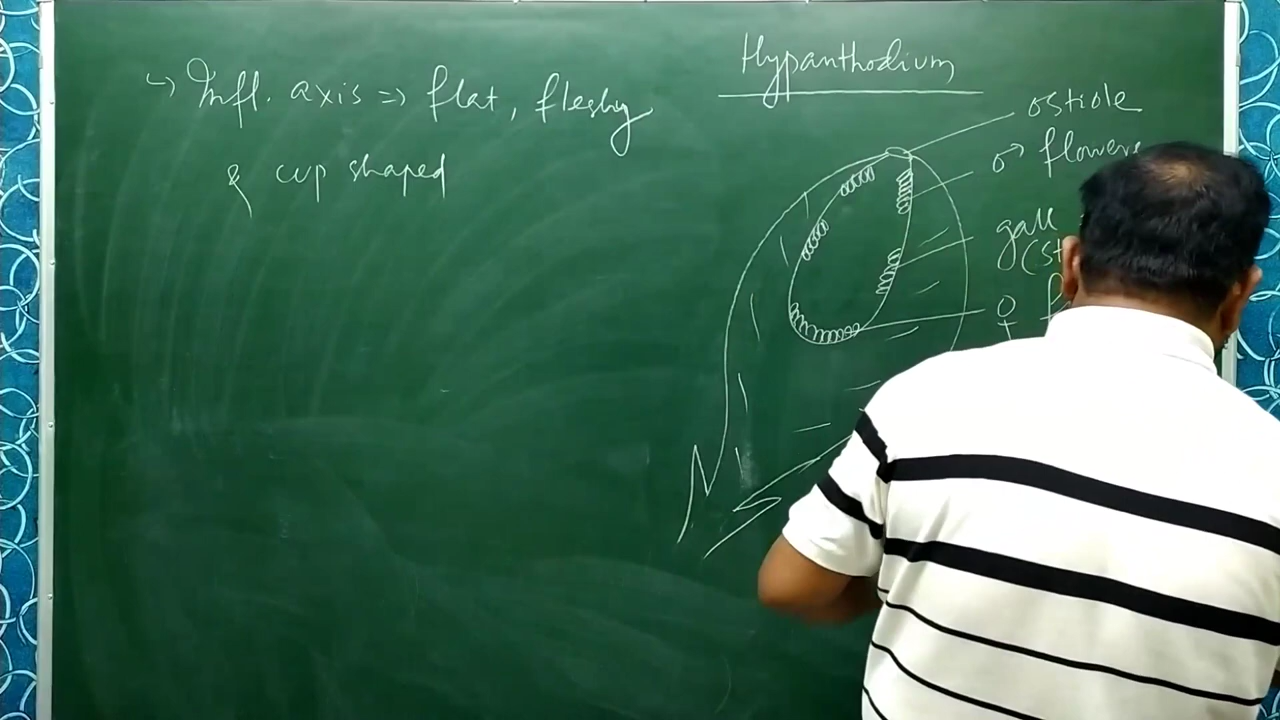 Hypanthodium
→ Infl. axis => flat, fleshy
& cup shaped
ostiole
♂ flowers
gall
(st
♀ f